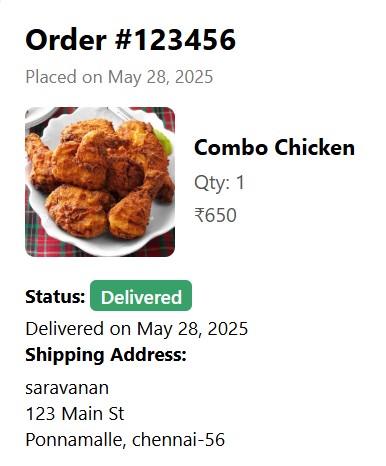 Order #123456
Placed on May 28, 2025
Combo Chicken
Qty: 1
₹650
Status: Delivered
Delivered on May 28, 2025
Shipping Address:
saravanan
123 Main St
Ponnamalle, chennai-56